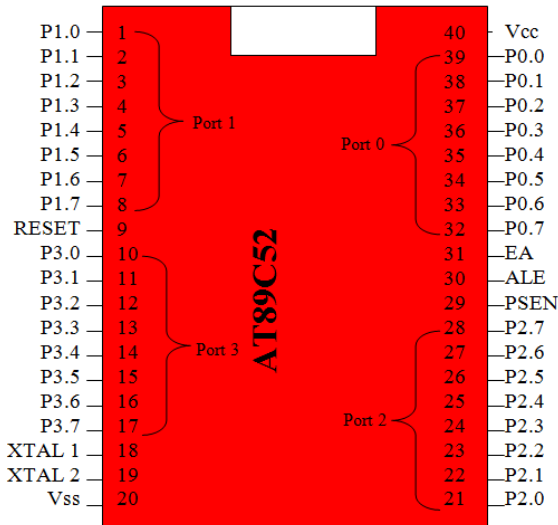 P1.0 1 40 Vcc
P1.1 2 39 P0.0
P1.2 3 38 P0.1
P1.3 4 37 P0.2
P1.4 5 Port 1 36 P0.3
P1.5 6 Port 0 35 P0.4
P1.6 7 34 P0.5
P1.7 8 33 P0.6
RESET 9 32 P0.7
P3.0 10 31 EA
P3.1 11 30 ALE
P3.2 12 29 PSEN
P3.3 13 28 P2.7
P3.4 14 Port 3 27 P2.6
P3.5 15 26 P2.5
P3.6 16 25 P2.4
P3.7 17 Port 2 24 P2.3
XTAL 1 18 23 P2.2
XTAL 2 19 22 P2.1
Vss 20 21 P2.0
AT89C52